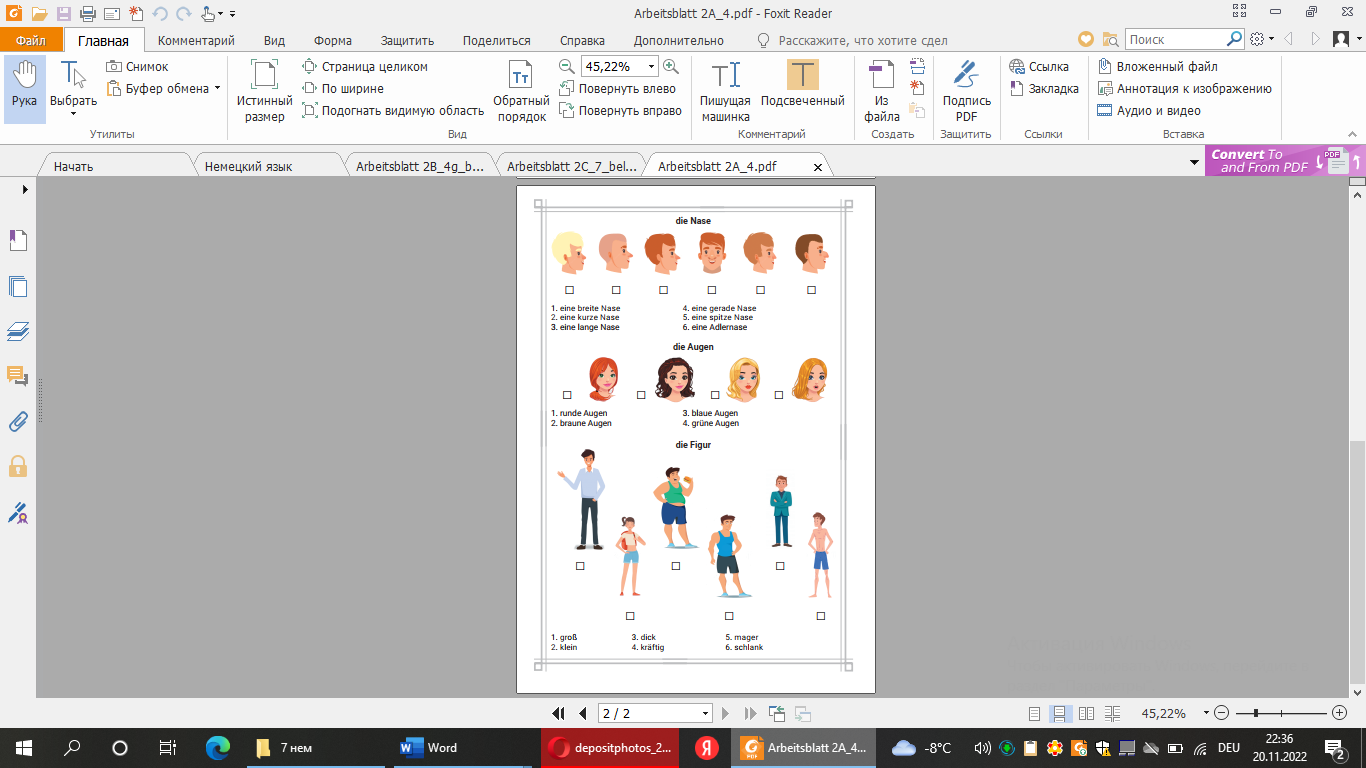 Arbeitsblatt 2A_4.pdf - Foxit Reader
Файл Главная Комментарий Вид Форма Защитить Поделиться Справка Дополнительно Расскажите, что хотите сдел Поиск
Рука
Выбрать
Снимок
Буфер обмена
Утилиты
Истинный размер
Страница целиком
По ширине
Подогнать видимую область
Обратный порядок
45,22%
Повернуть влево
Повернуть вправо
Вид
Пишущая машинка
Подсвеченный
Комментарий
Из файла
Создать
Подпись PDF
Защитить
Ссылка
Закладка
Ссылки
Вложенный файл
Аннотация к изображению
Аудио и видео
Вставка
Начать
Немецкий язык
Arbeitsblatt 2B_4g_b...
Arbeitsblatt 2C_7_bel...
Arbeitsblatt 2A_4.pdf
Convert To
and From PDF
PDF
die Nase
1. eine breite Nase
2. eine kurze Nase
3. eine lange Nase
4. eine gerade Nase
5. eine spitze Nase
6. eine Adlernase
die Augen
1. runde Augen
2. braune Augen
3. blaue Augen
4. grüne Augen
die Figur
1. groß
2. klein
3. dick
4. kräftig
5. mager
6. schlank
2 / 2
45,22%
7 нем
Word
depositphotos_2...
Я
Arbeitsblatt 2A_4...
-8°C
DEU
22:36
20.11.2022
2